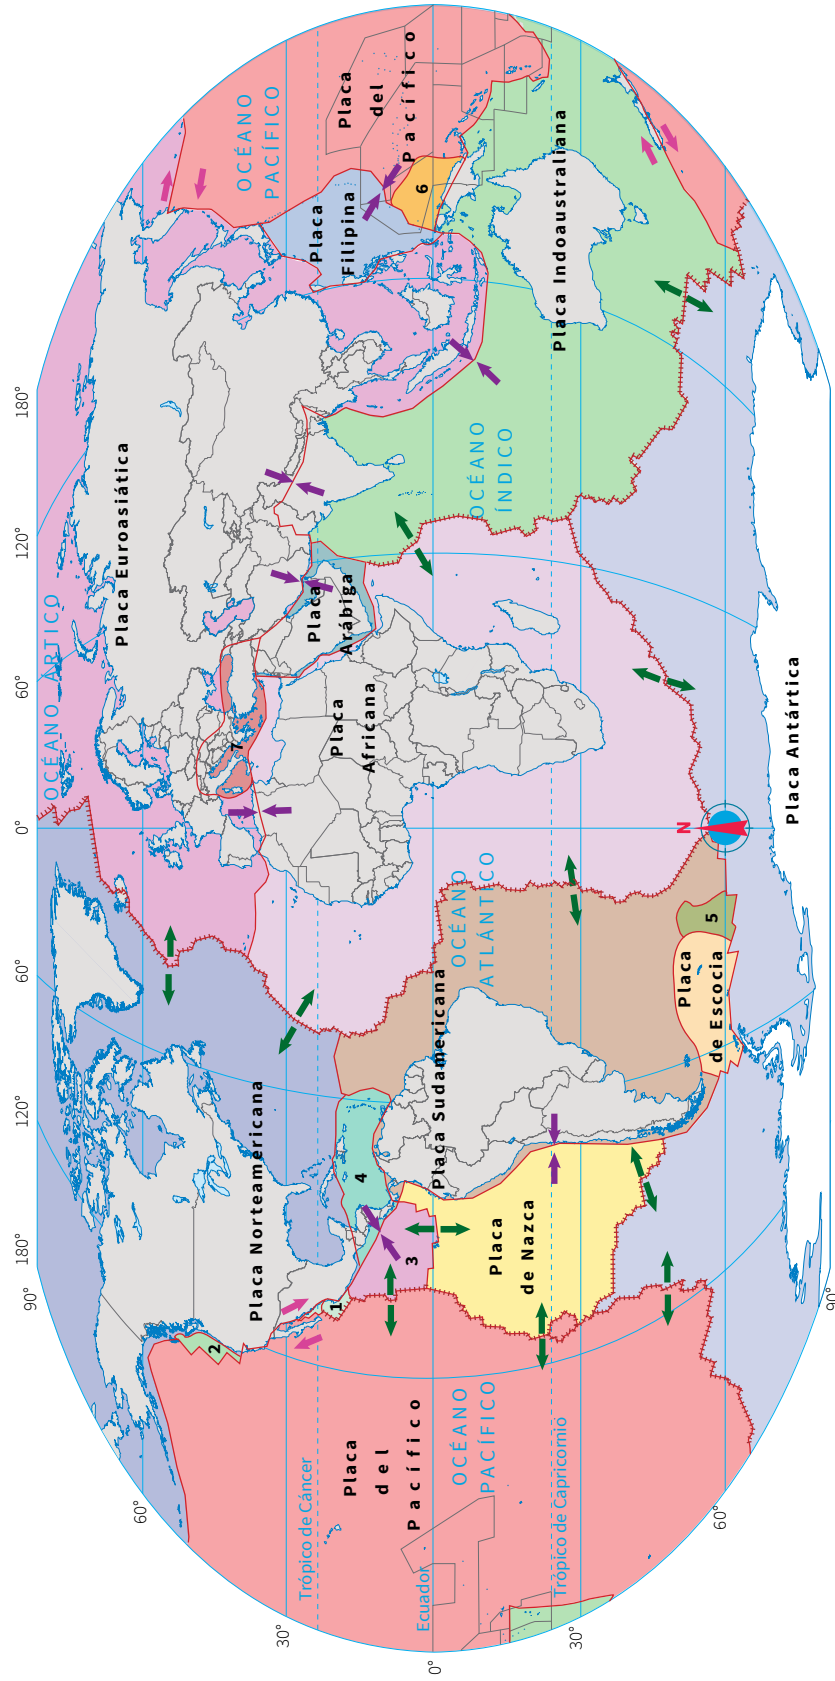 180°
120°
60°
0°
60°
120°
180°
90°
90°
60°
30°
0°
30°
60°
OCÉANO ÁRTICO
OCÉANO
PACÍFICO
Placa Euroasiática
Placa Norteamericana
Placa
del
Pacífico
Placa
Filipina
Placa
Arábiga
Placa
Africana
Placa Indoaustraliana
OCÉANO
ÍNDICO
OCÉANO
ATLÁNTICO
Placa Sudamericana
Placa
de Nazca
Placa
de Escocia
Placa Antártica
Placa
del
Pacífico
OCÉANO
PACÍFICO
Trópico de Cáncer
Ecuador
Trópico de Capricornio
N
1
2
3
4
5
6
7